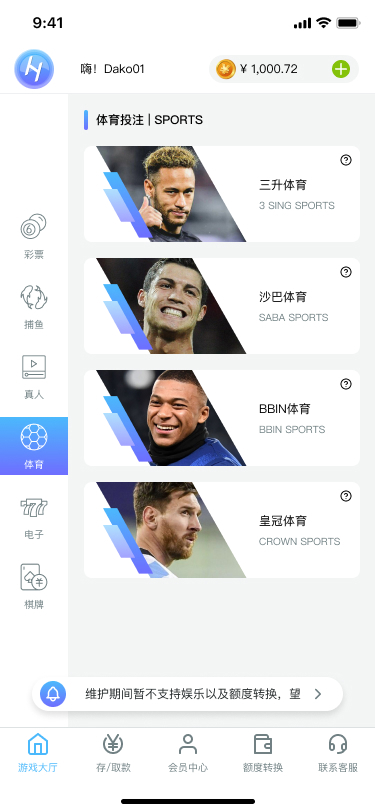 9:41
嗨！Dako01
¥ 1,000.72
体育投注 | SPORTS
三升体育
3 SING SPORTS
沙巴体育
SABA SPORTS
BBIN体育
BBIN SPORTS
皇冠体育
CROWN SPORTS
彩票
捕鱼
真人
体育
电子
棋牌
维护期间暂不支持娱乐以及额度转换，望
游戏大厅
存/取款
会员中心
额度转换
联系客服